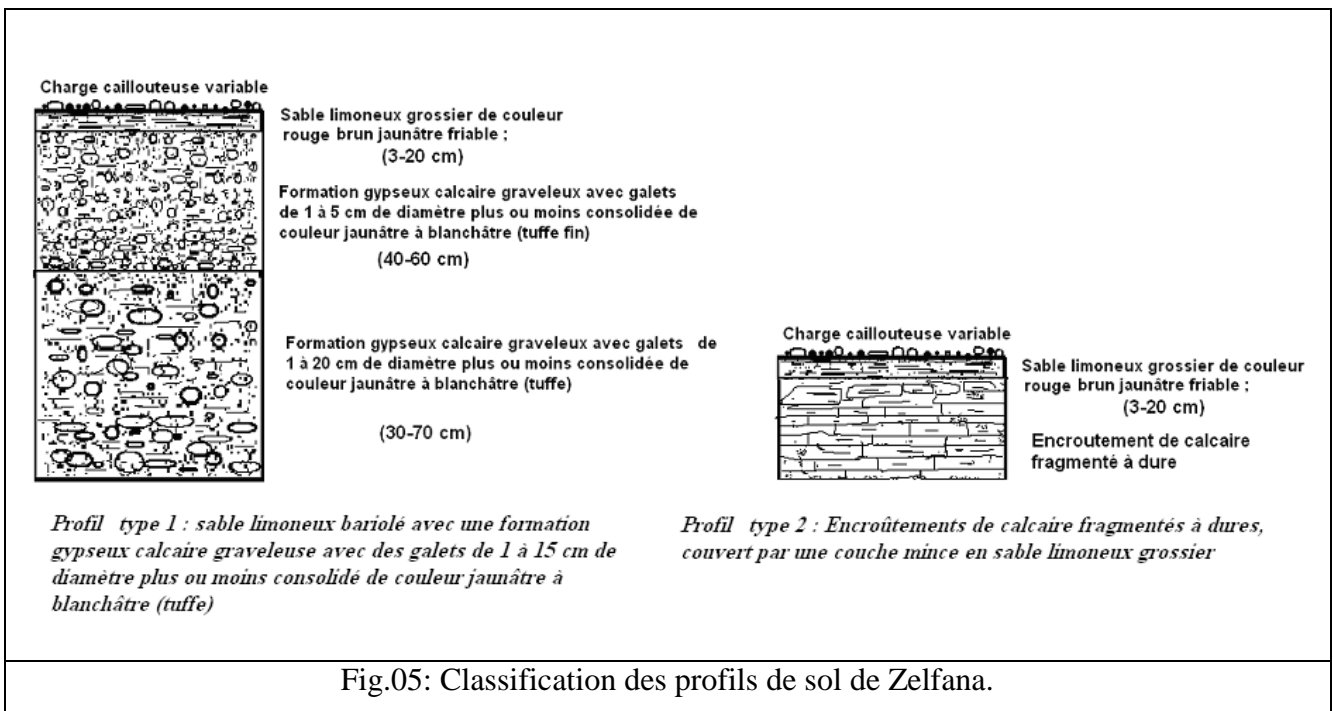 Charge caillouteuse variable
Sable limoneux grossier de couleur
rouge brun jaunâtre friable ;
(3-20 cm)
Formation gypseux calcaire graveleux avec galets
de 1 à 5 cm de diamètre plus ou moins consolidée de
couleur jaunâtre à blanchâtre (tuffe fin)
(40-60 cm)
Formation gypseux calcaire graveleux avec galets de
1 à 20 cm de diamètre plus ou moins consolidée de
couleur jaunâtre à blanchâtre (tuffe)
(30-70 cm)
Profil type 1 : sable limoneux bariolé avec une formation
gypseux calcaire graveleuse avec des galets de 1 à 15 cm de
diamètre plus ou moins consolidé de couleur jaunâtre à
blanchâtre (tuffe)
Charge caillouteuse variable
Sable limoneux grossier de couleur
rouge brun jaunâtre friable ;
(3-20 cm)
Encroutement de calcaire
fragmenté à dure
Profil type 2 : Encroûtements de calcaire fragmentés à dures,
couvert par une couche mince en sable limoneux grossier
Fig.05: Classification des profils de sol de Zelfana.